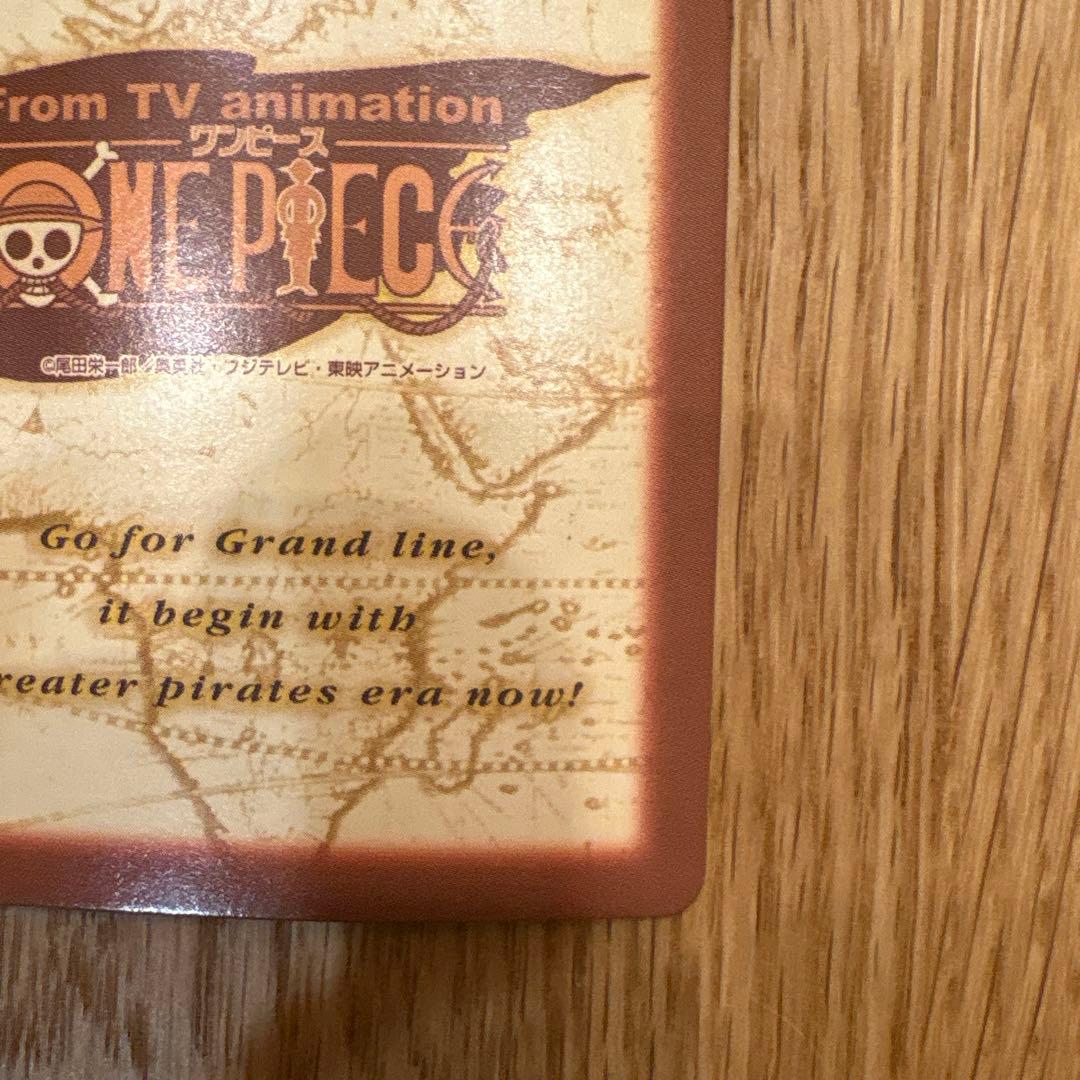 From TV animation
ワンピース
ONE PIECE
©尾田栄一郎／集英社・フジテレビ・東映アニメーション
Go for Grand line,
it begin with
reater pirates era now!